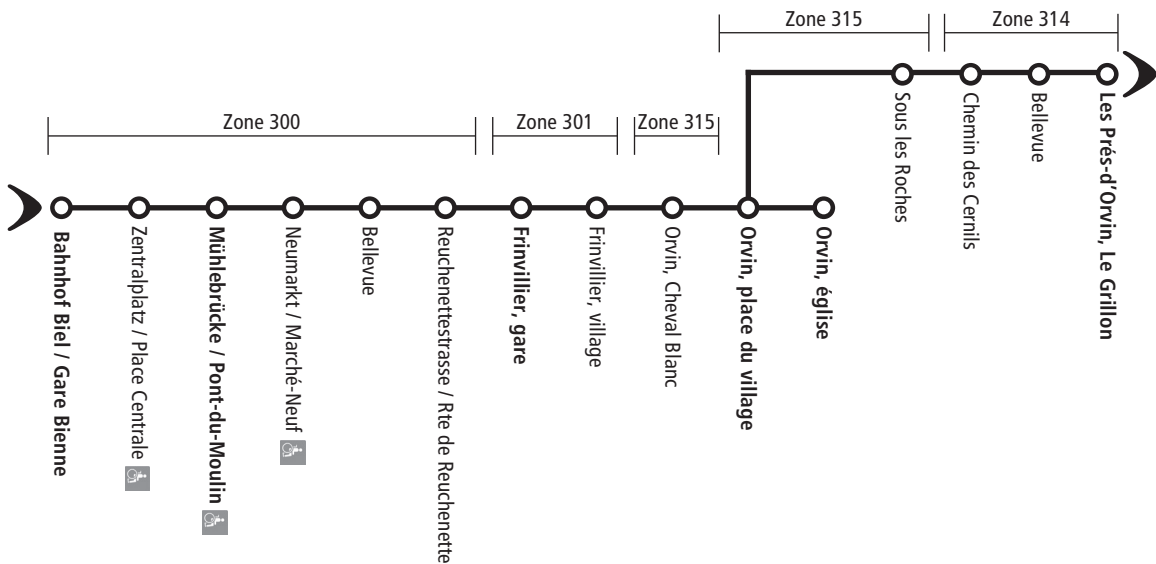 Zone 315
Zone 314
Zone 300
Zone 301
Zone 315
Sous les Roches
Chemin des Cernils
Bellevue
Les Prés-d'Orvin, Le Grillon
Bahnhof Biel / Gare Bienne
Zentralplatz / Place Centrale
Mühlebrücke / Pont-du-Moulin
Neumarkt / Marché-Neuf
Bellevue
Reuchenettestrasse / Rte de Reuchenette
Frinvillier, gare
Frinvillier, village
Orvin, Cheval Blanc
Orvin, place du village
Orvin, église